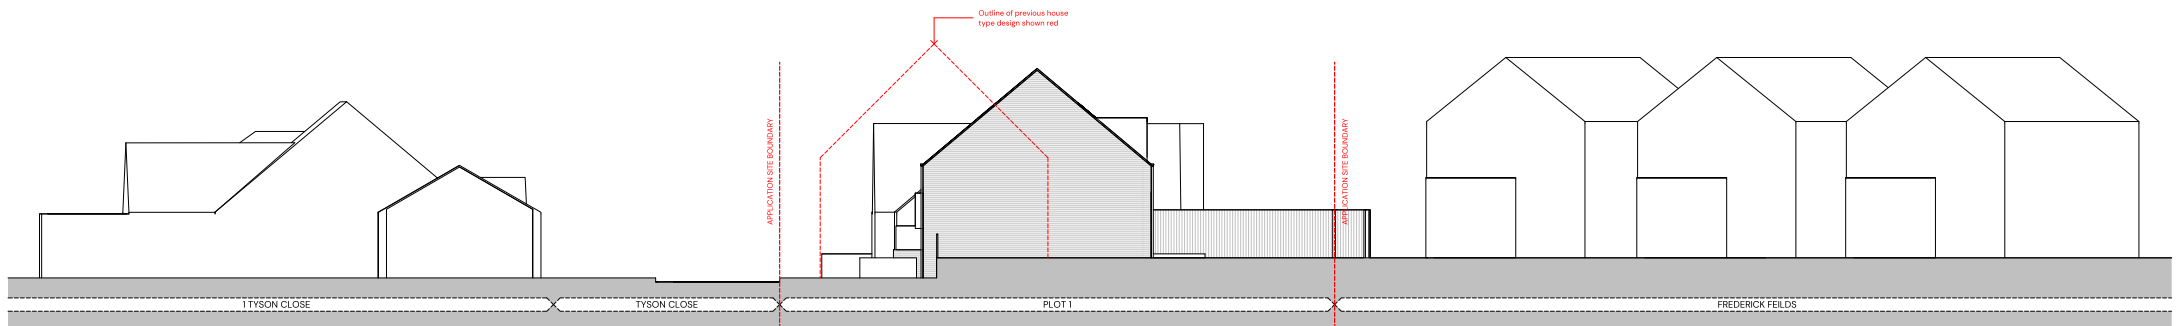 Outline of previous house
type design shown red
APPLICATION SITE BOUNDARY
APPLICATION SITE BOUNDARY
1 TYSON CLOSE
TYSON CLOSE
PLOT 1
FREDERICK FEILDS